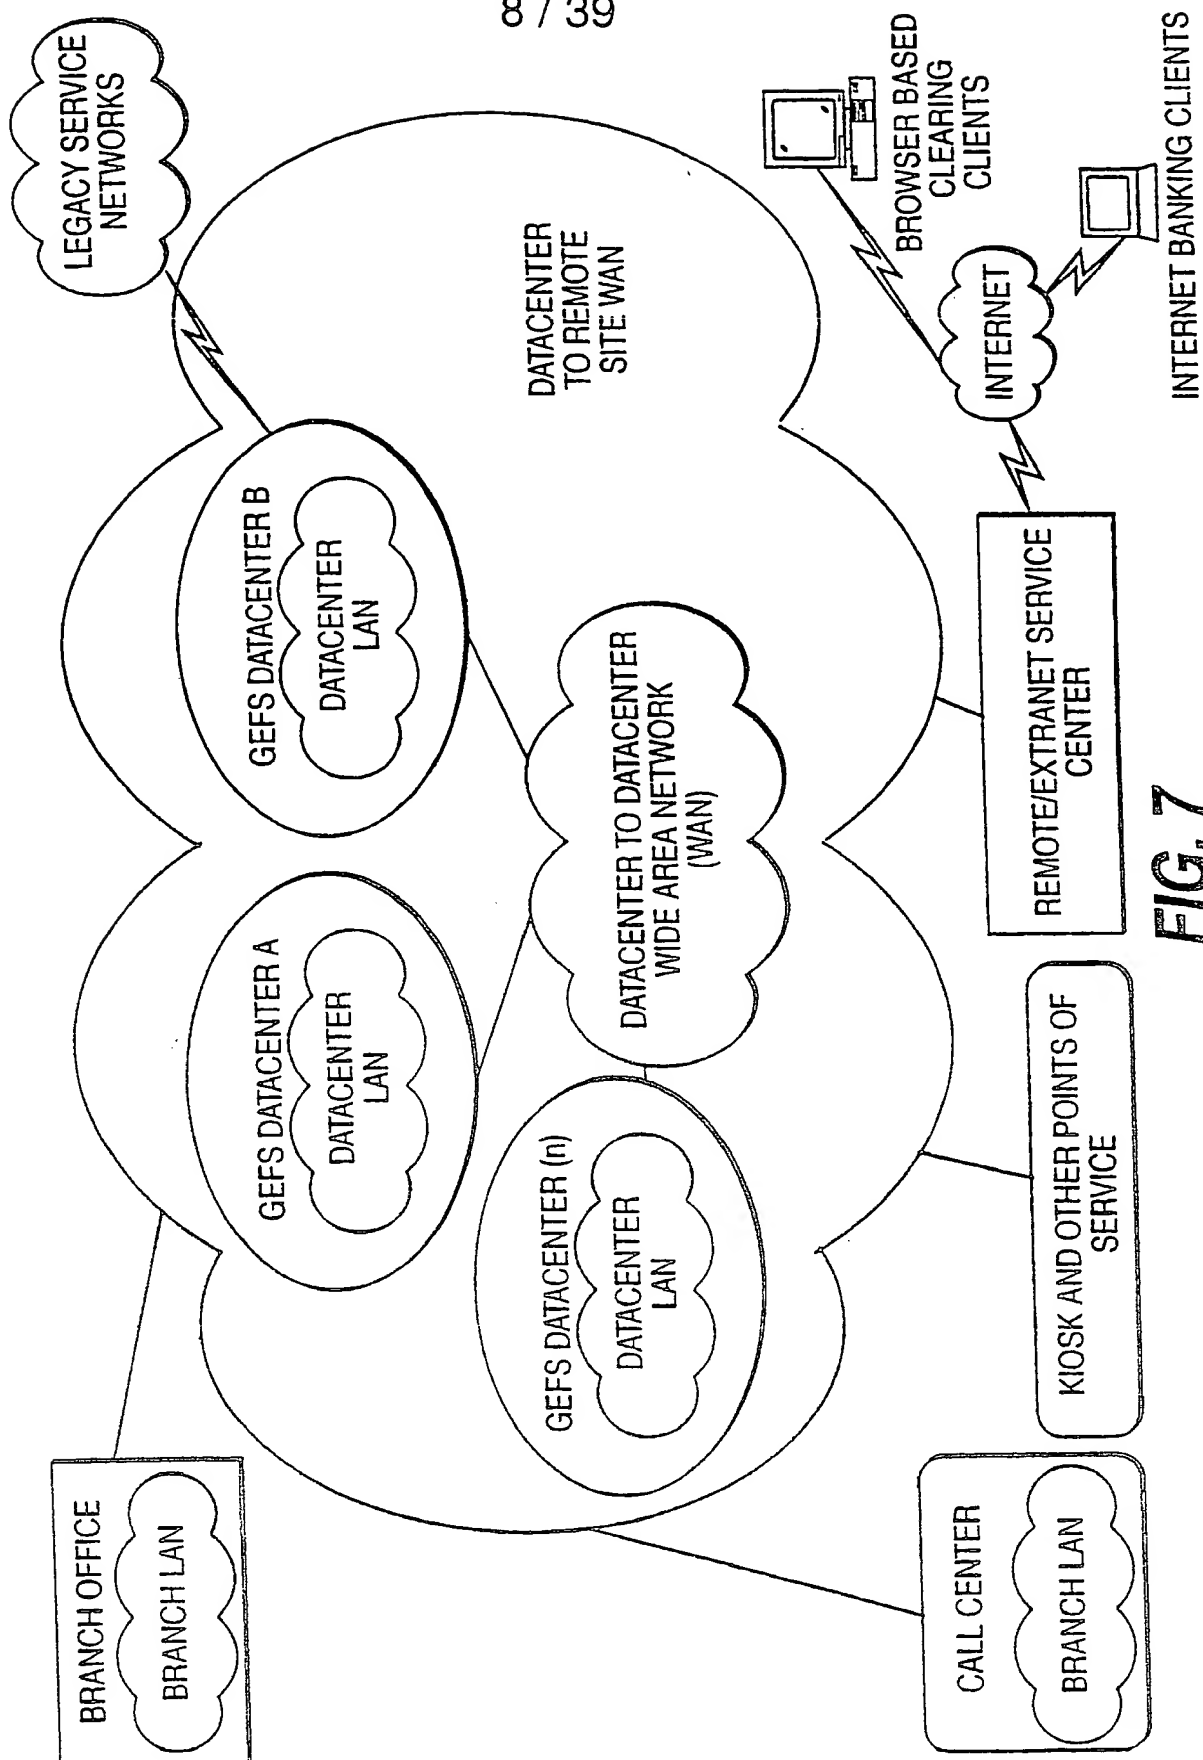 8 / 39
BRANCH OFFICE
BRANCH LAN
LEGACY SERVICE
NETWORKS
GEFS DATACENTER A
DATACENTER
LAN
GEFS DATACENTER B
DATACENTER
LAN
GEFS DATACENTER (n)
DATACENTER
LAN
DATACENTER TO DATACENTER
WIDE AREA NETWORK
(WAN)
DATACENTER
TO REMOTE
SITE WAN
CALL CENTER
BRANCH LAN
KIOSK AND OTHER POINTS OF
SERVICE
REMOTE/EXTRANET SERVICE
CENTER
INTERNET
BROWSER BASED
CLEARING
CLIENTS
INTERNET BANKING CLIENTS
FIG. 7